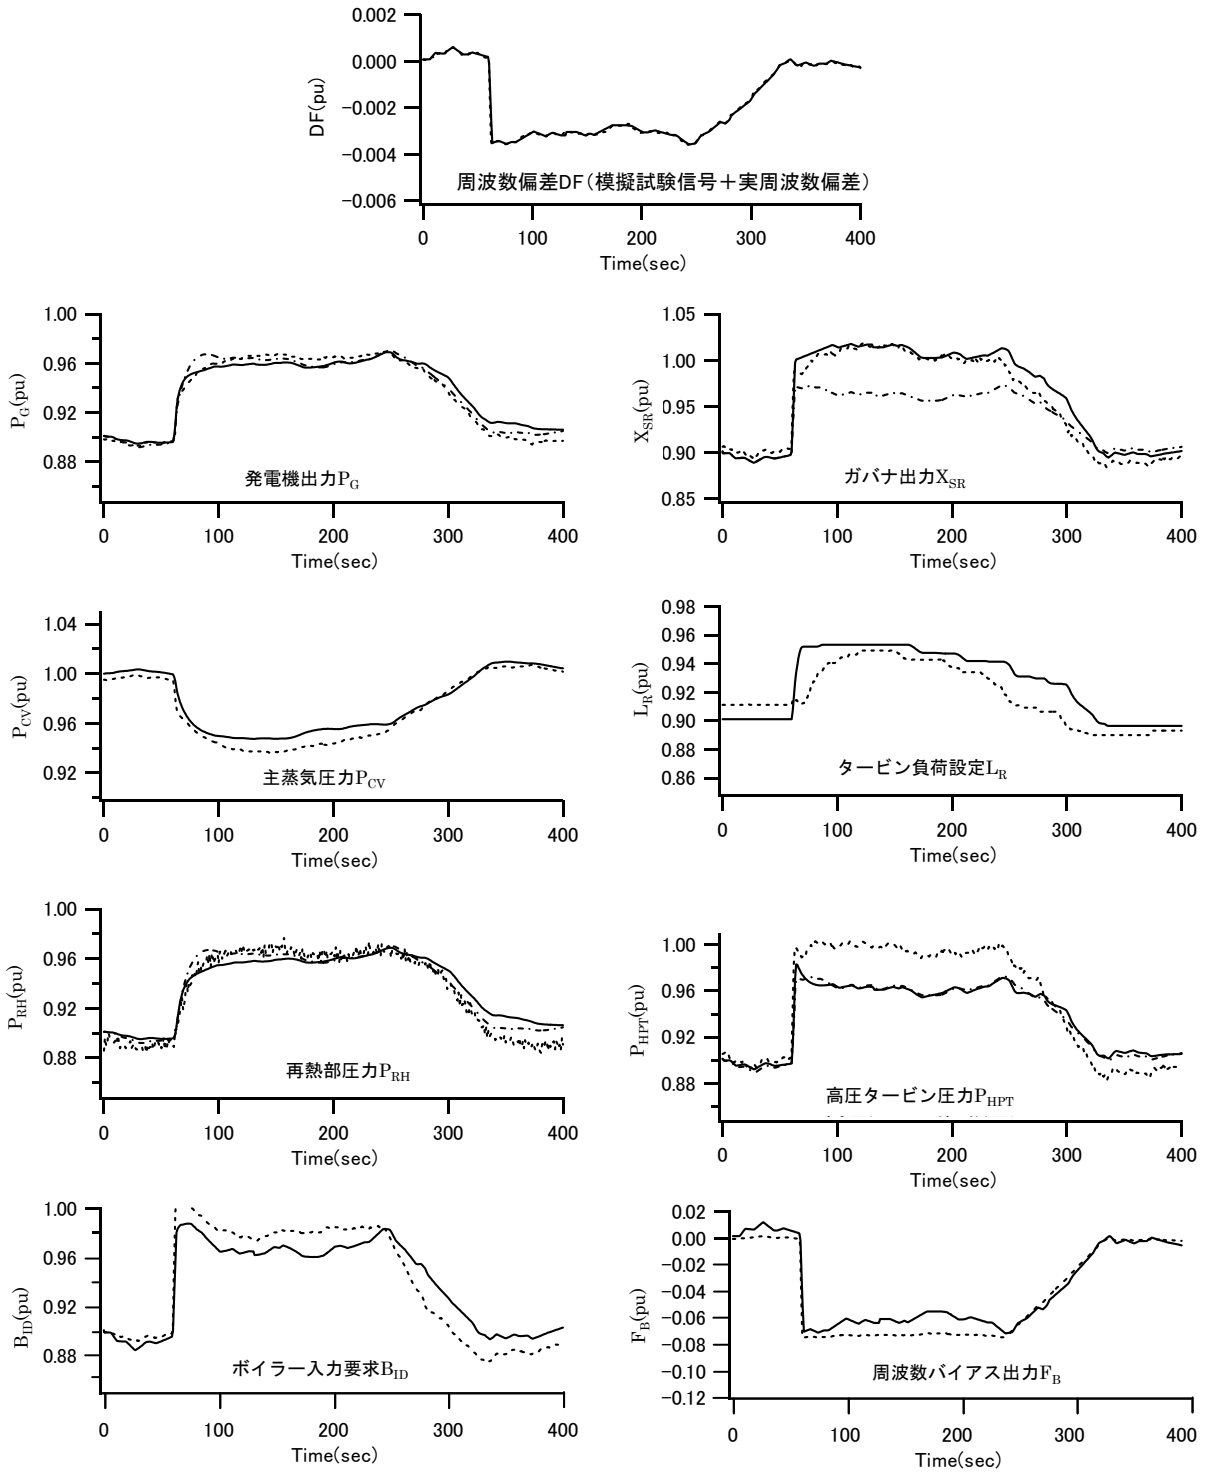 0.002
0.000
−0.002
−0.004
−0.006
DF(pu)
周波数偏差DF(模擬試験信号＋実周波数偏差)
0 100 200 300 400
Time(sec)
1.00
0.96
0.92
0.88
PG(pu)
発電機出力PG
0 100 200 300 400
Time(sec)
1.05
1.00
0.95
0.90
0.85
XSR(pu)
ガバナ出力XSR
0 100 200 300 400
Time(sec)
1.04
1.00
0.96
0.92
PCV(pu)
主蒸気圧力PCV
0 100 200 300 400
Time(sec)
0.98
0.96
0.94
0.92
0.90
0.88
0.86
LR(pu)
タービン負荷設定LR
0 100 200 300 400
Time(sec)
1.00
0.96
0.92
0.88
PRH(pu)
再熱部圧力PRH
0 100 200 300 400
Time(sec)
1.00
0.96
0.92
0.88
PHPT(pu)
高圧タービン圧力PHPT
0 100 200 300 400
Time(sec)
1.00
0.96
0.92
0.88
BID(pu)
ボイラー入力要求BID
0 100 200 300 400
Time(sec)
0.02
0.00
−0.02
−0.04
−0.06
−0.08
−0.10
−0.12
FB(pu)
周波数バイアス出力FB
0 100 200 300 400
Time(sec)